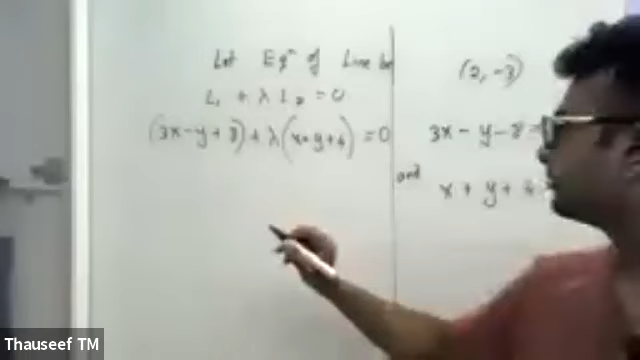 Let Eqⁿ of Line be
L₁ + λ L₂ = 0
(3x-y+8)+λ(x+y+4)=0
(2,-3)
3x-y-8=
and
x+y+4
Thauseef TM